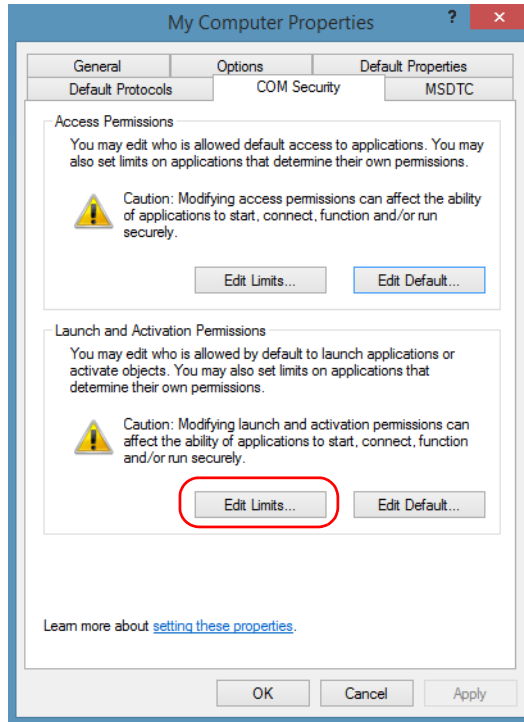 My Computer Properties
?
×
General
Options
Default Properties
Default Protocols
COM Security
MSDTC
Access Permissions
You may edit who is allowed default access to applications. You may
also set limits on applications that determine their own permissions.
Caution: Modifying access permissions can affect the ability
of applications to start, connect, function and/or run
securely.
Edit Limits...
Edit Default...
Launch and Activation Permissions
You may edit who is allowed by default to launch applications or
activate objects. You may also set limits on applications that
determine their own permissions.
Caution: Modifying launch and activation permissions can
affect the ability of applications to start, connect, function
and/or run securely.
Edit Limits...
Edit Default...
Learn more about setting these properties.
OK
Cancel
Apply